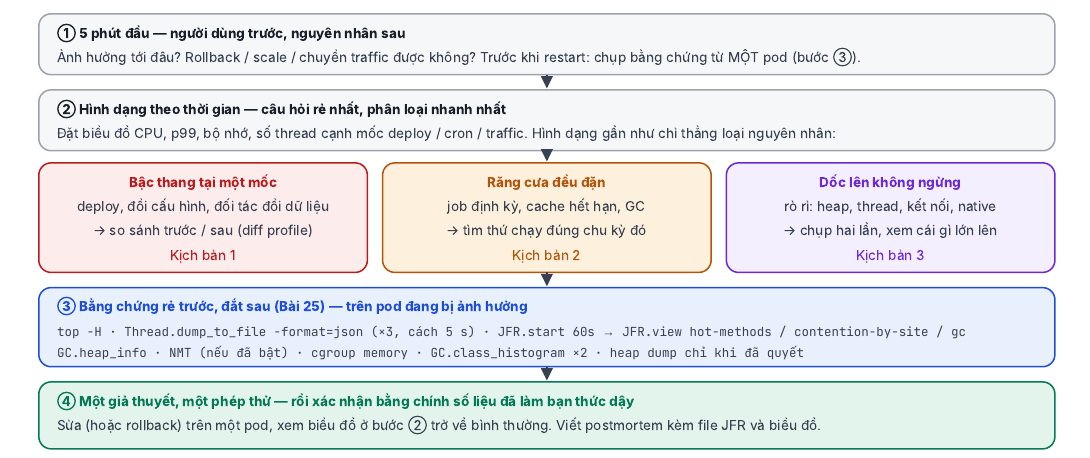 ① 5 phút đầu — người dùng trước, nguyên nhân sau
Ảnh hưởng tới đâu? Rollback / scale / chuyển traffic được không? Trước khi restart: chụp bằng chứng từ MỘT pod (bước ③).
② Hình dạng theo thời gian — câu hỏi rẻ nhất, phân loại nhanh nhất
Đặt biểu đồ CPU, p99, bộ nhớ, số thread cạnh mốc deploy / cron / traffic. Hình dạng gần như chỉ thẳng loại nguyên nhân:
Bậc thang tại một mốc
deploy, đổi cấu hình, đối tác đổi dữ liệu
→ so sánh trước / sau (diff profile)
Kịch bản 1
Răng cưa đều đặn
job định kỳ, cache hết hạn, GC
→ tìm thứ chạy đúng chu kỳ đó
Kịch bản 2
Dốc lên không ngừng
rò rỉ: heap, thread, kết nối, native
→ chụp hai lần, xem cái gì lớn lên
Kịch bản 3
③ Bằng chứng rẻ trước, đắt sau (Bài 25) — trên pod đang bị ảnh hưởng
top -H · Thread.dump_to_file -format=json (×3, cách 5 s) · JFR.start 60s → JFR.view hot-methods / contention-by-site / gc
GC.heap_info · NMT (nếu đã bật) · cgroup memory · GC.class_histogram ×2 · heap dump chỉ khi đã quyết
④ Một giả thuyết, một phép thử — rồi xác nhận bằng chính số liệu đã làm bạn thức dậy
Sửa (hoặc rollback) trên một pod, xem biểu đồ ở bước ② trở về bình thường. Viết postmortem kèm file JFR và biểu đồ.